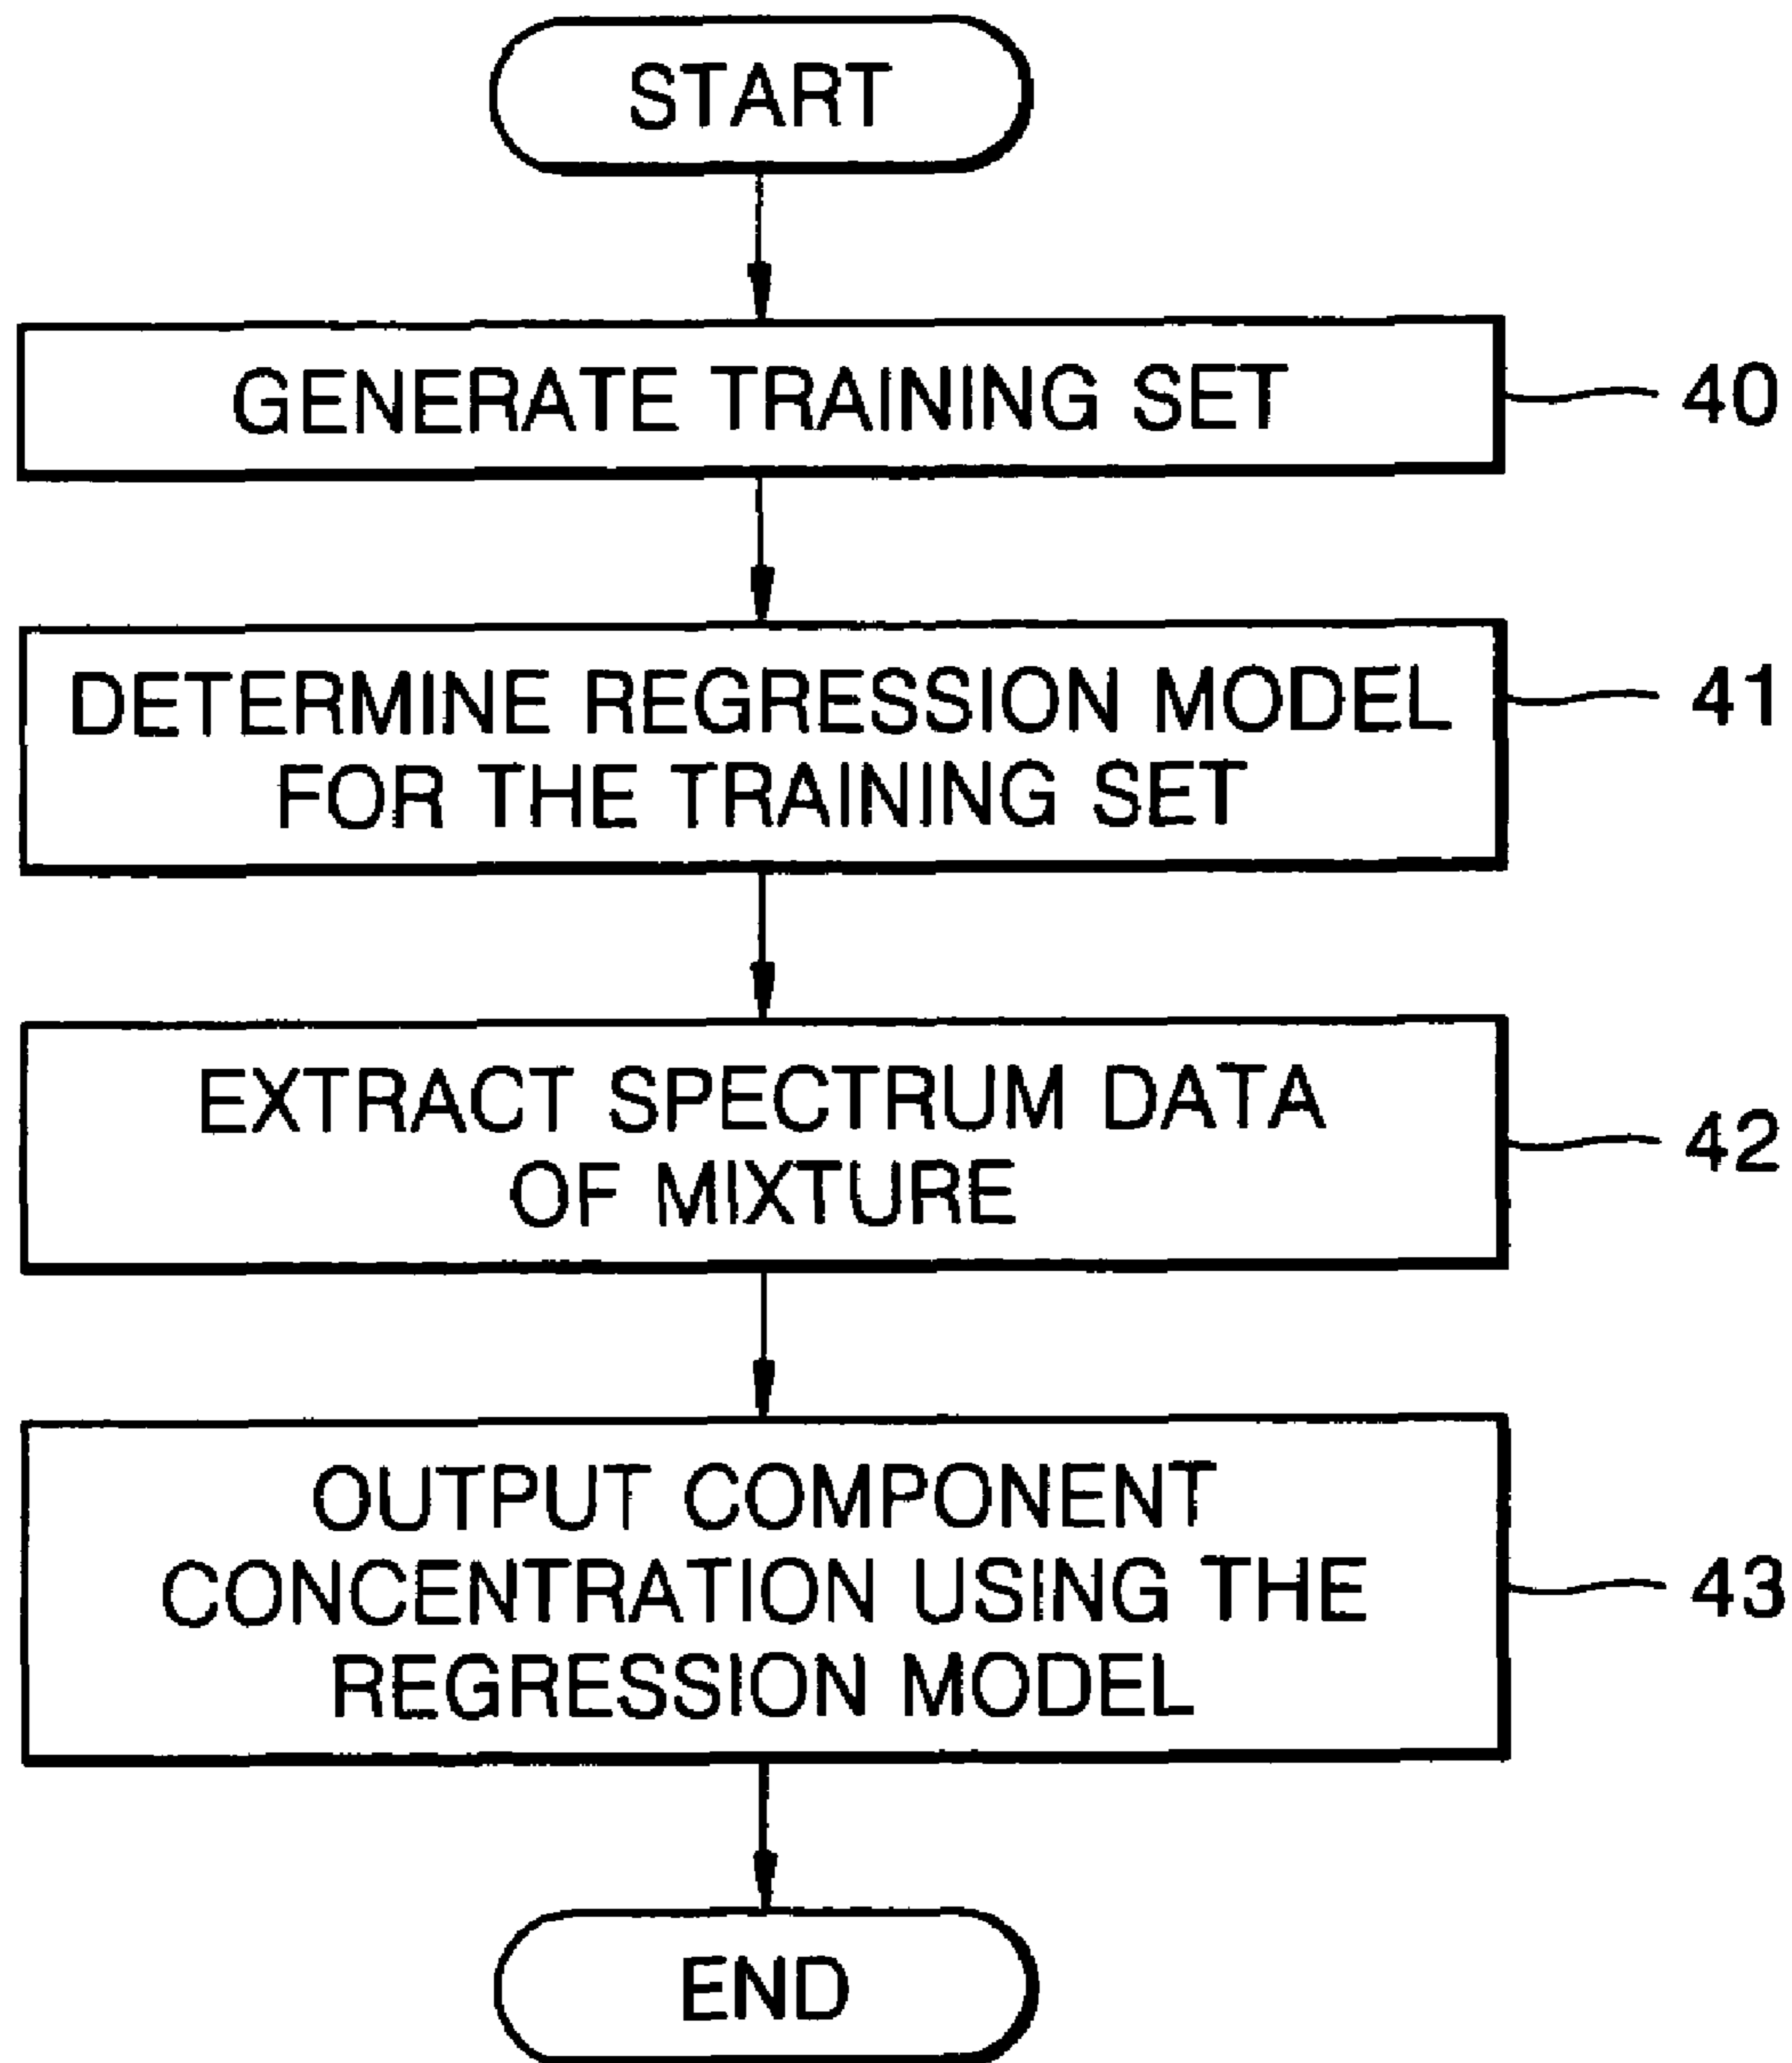 START
GENERATE TRAINING SET
40
DETERMINE REGRESSION MODEL
FOR THE TRAINING SET
41
EXTRACT SPECTRUM DATA
OF MIXTURE
42
OUTPUT COMPONENT
CONCENTRATION USING THE
REGRESSION MODEL
43
END